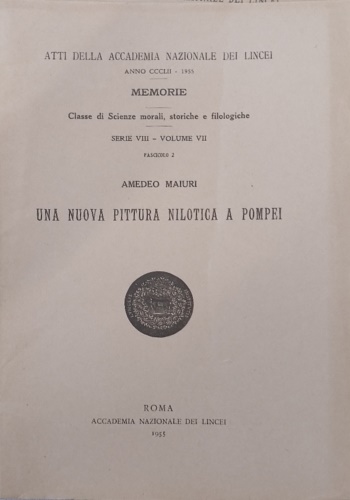 ATTI DELLA ACCADEMIA NAZIONALE DEI LINCEI
ANNO CCCLII - 1955
MEMORIE
Classe di Scienze morali, storiche e filologiche
SERIE VIII - VOLUME VII
FASCICOLO 2
AMEDEO MAIURI
UNA NUOVA PITTURA NILOTICA A POMPEI
ROMA
ACCADEMIA NAZIONALE DEI LINCEI
1955